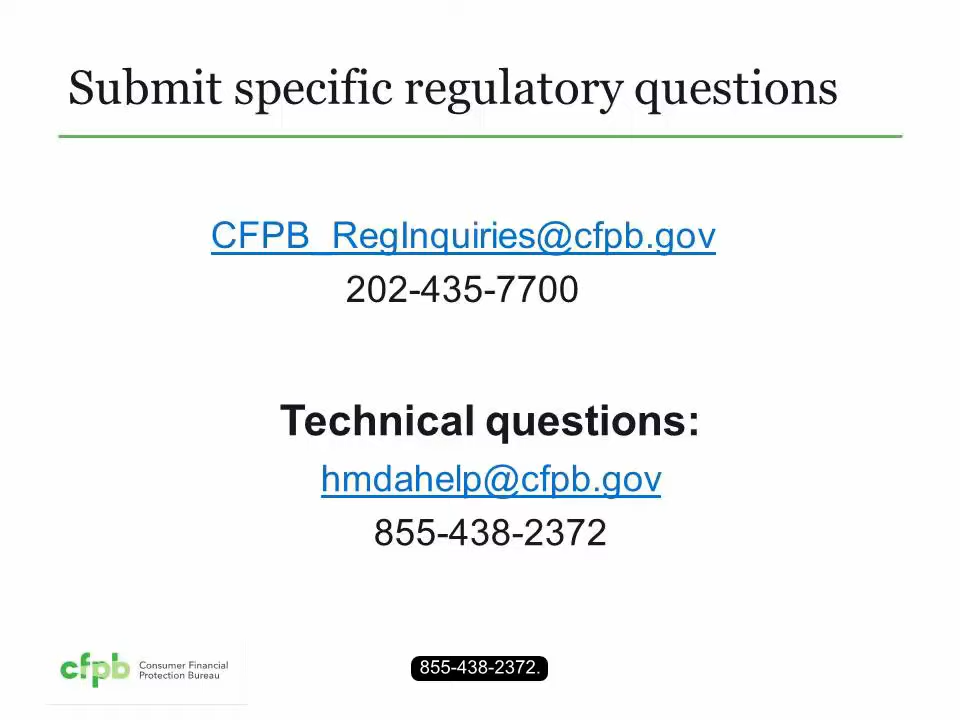 Submit specific regulatory questions
CFPB_RegInquiries@cfpb.gov
202-435-7700
Technical questions:
hmdahelp@cfpb.gov
855-438-2372
cfpb Consumer Financial
Protection Bureau
855-438-2372.